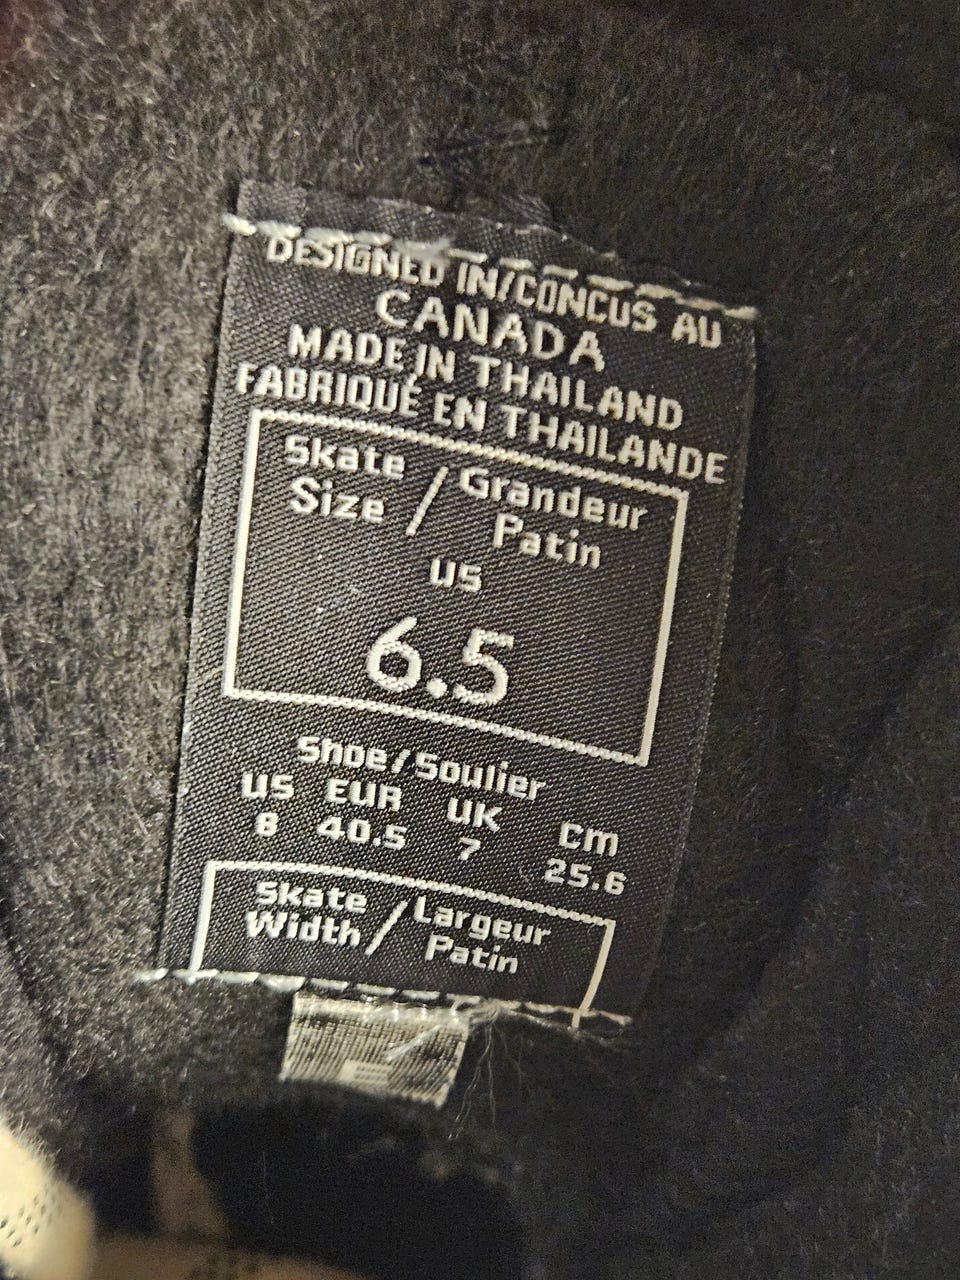 DESIGNED IN/CONCUS AU
CANADA
MADE IN THAILAND
FABRIQUÉ EN THAILANDE
Skate / Grandeur
Size / Patin
US
6.5
Shoe/Soulier
US EUR UK cm
8 40.5 7 25.6
Skate / Largeur
Width / Patin